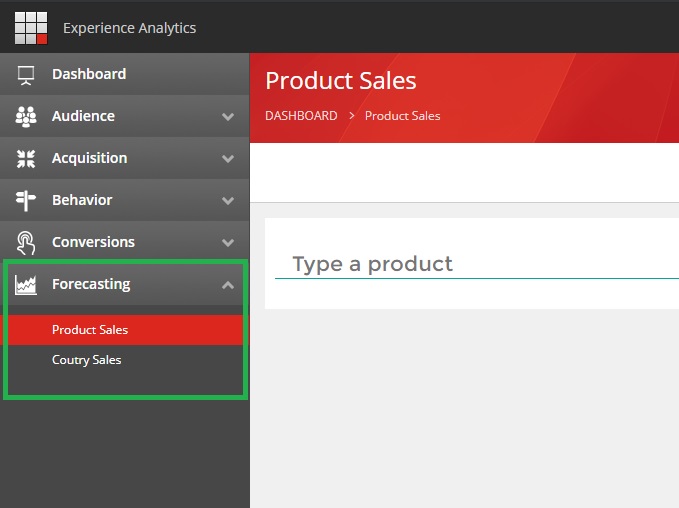 Experience Analytics
Dashboard
Audience
Acquisition
Behavior
Conversions
Forecasting
Product Sales
Coutry Sales
Product Sales
DASHBOARD > Product Sales
Type a product